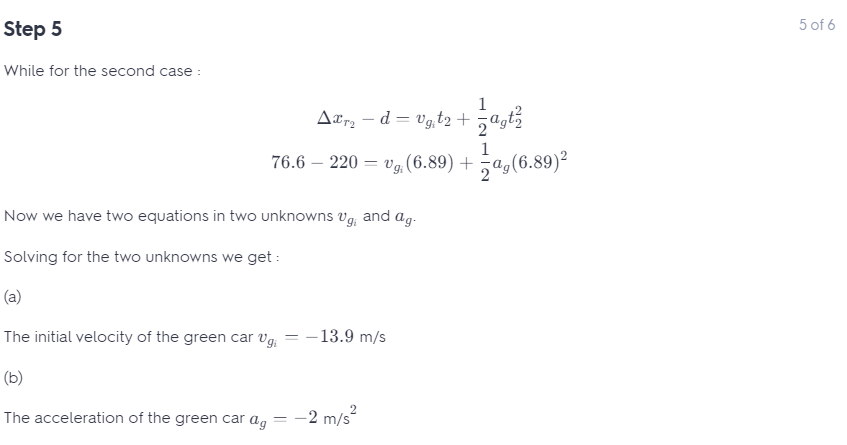 Step 5
5 of 6
While for the second case :
Δx_{r_2} − d = v_{g_i}t_2 + \frac{1}{2}a_g t_2^2
76.6 − 220 = v_{g_i}(6.89) + \frac{1}{2}a_g(6.89)^2
Now we have two equations in two unknowns v_{g_i} and a_g.
Solving for the two unknowns we get :
(a)
The initial velocity of the green car v_{g_i} = −13.9 m/s
(b)
The acceleration of the green car a_g = −2 m/s^2